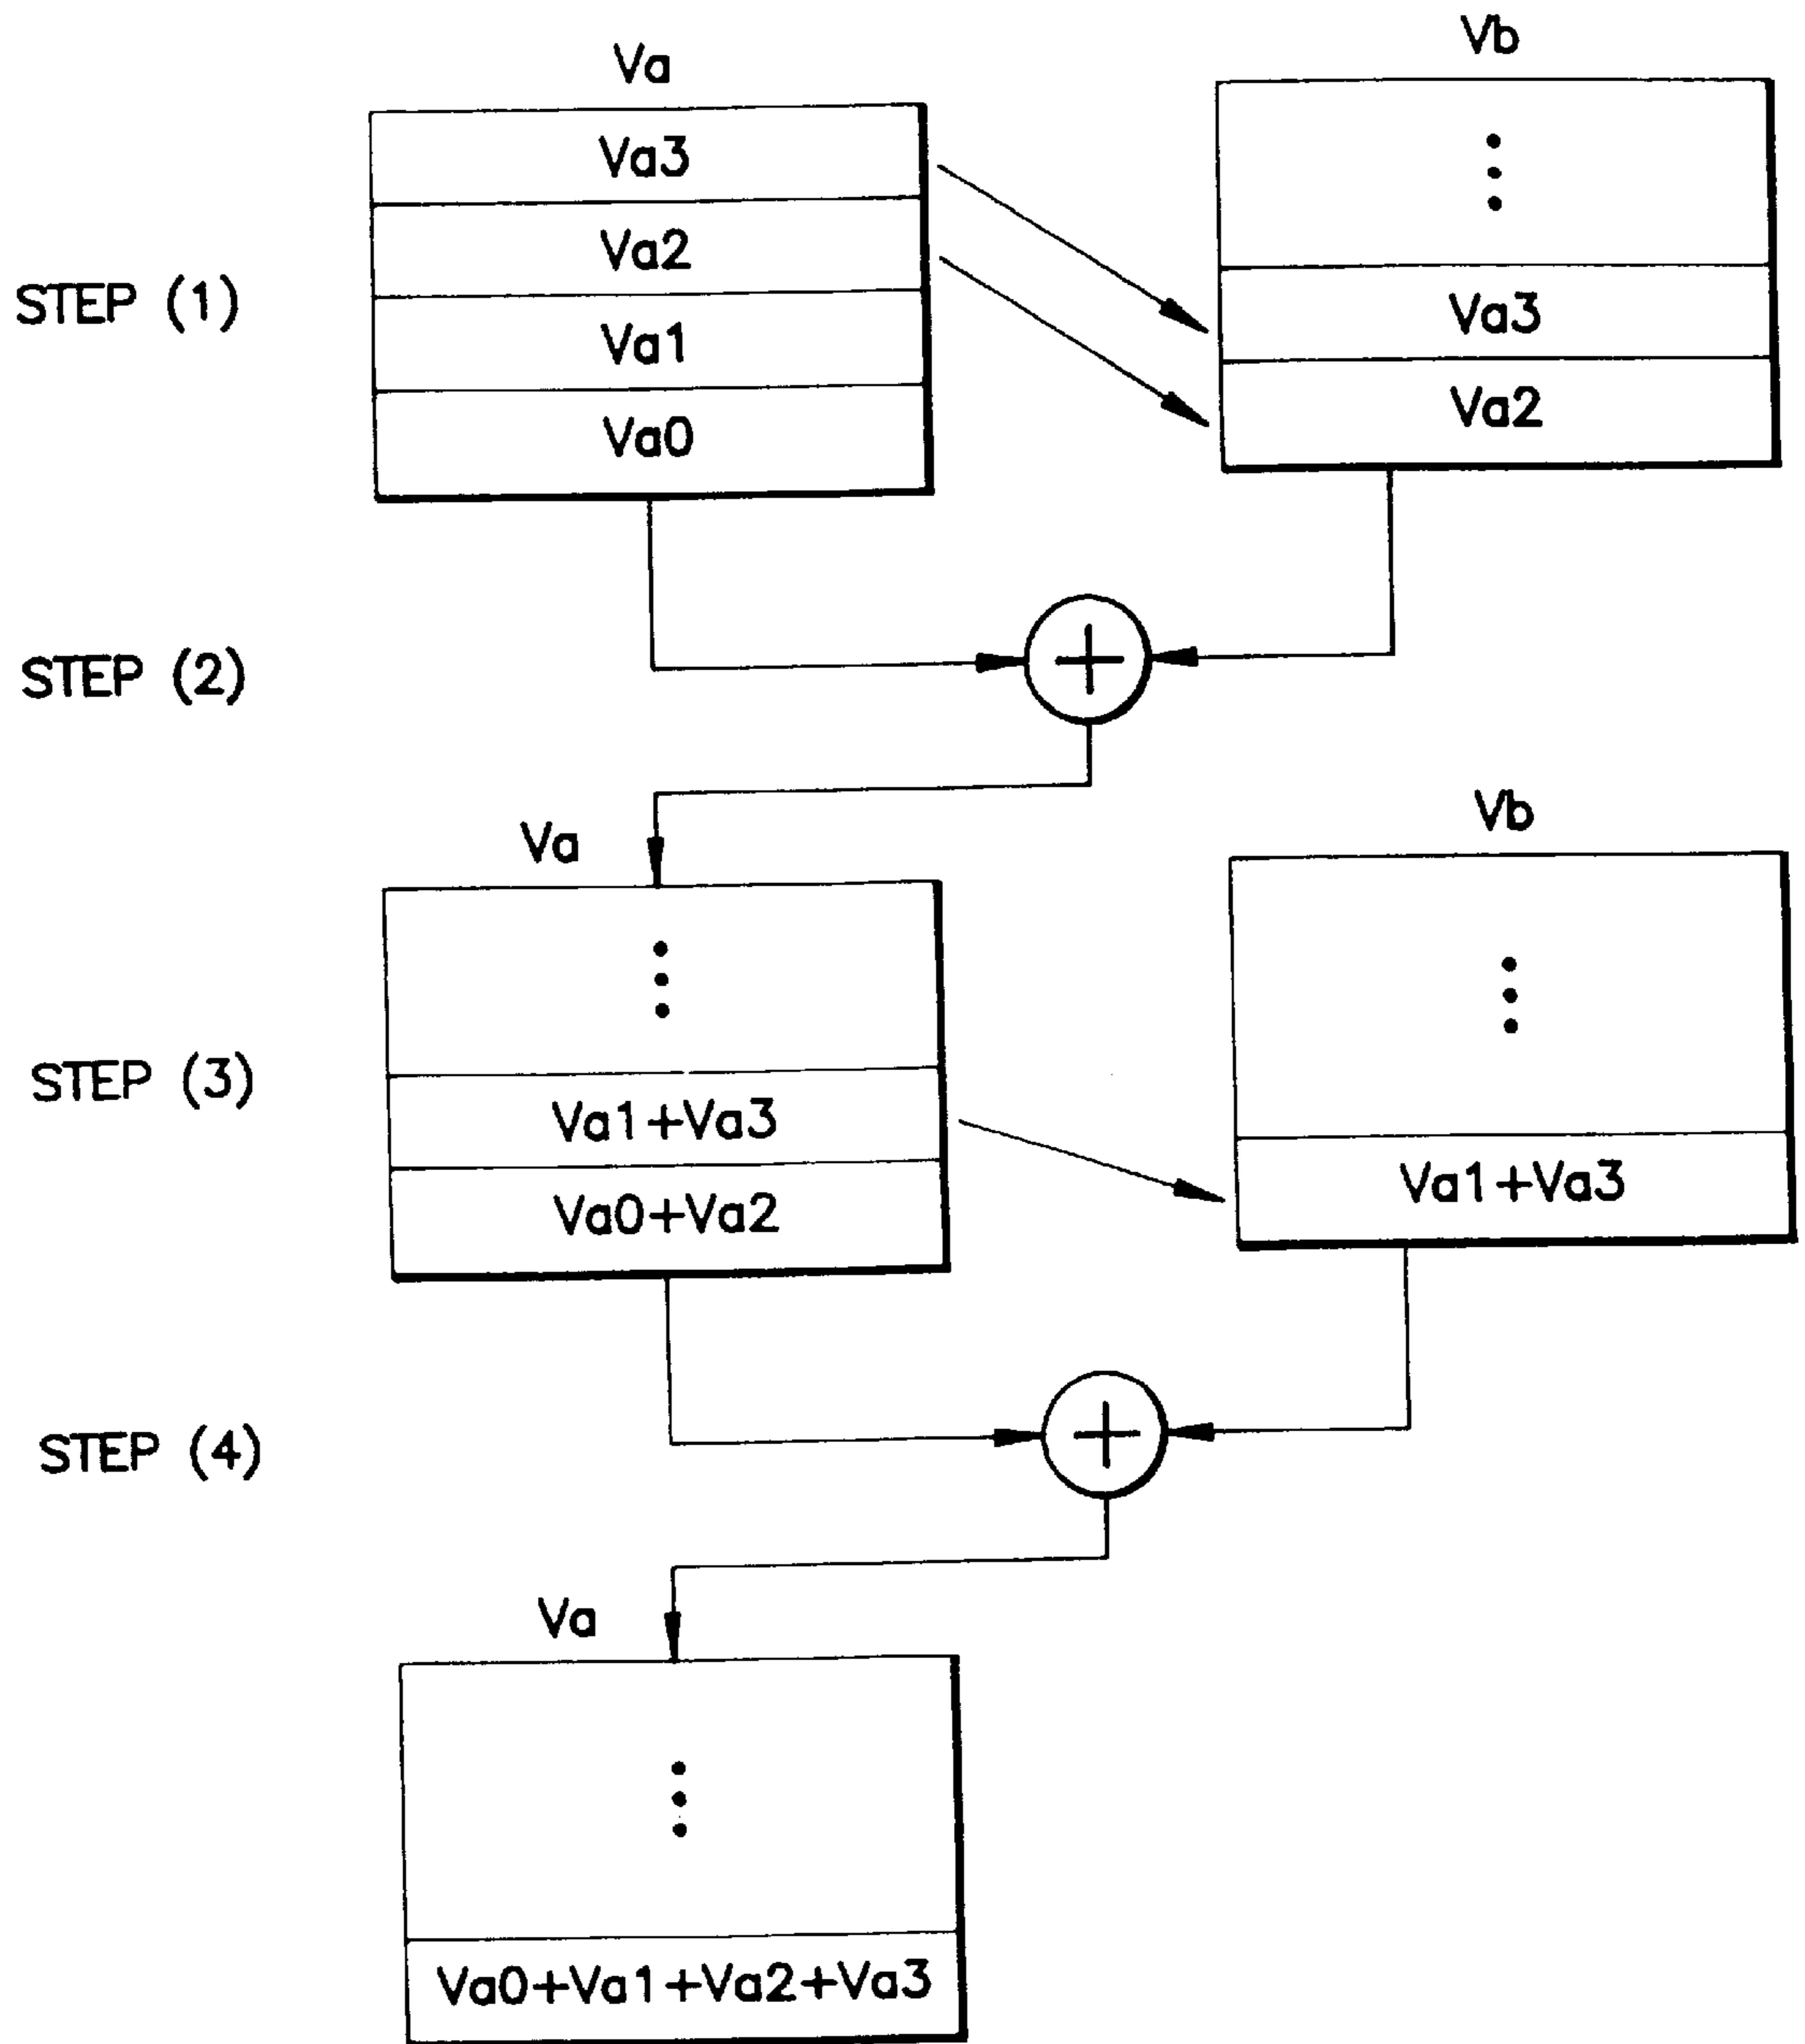 Va
Vb
Va3
Va2
Va1
Va0
Va3
Va2
STEP (1)
STEP (2)
Va
Vb
Va1+Va3
Va0+Va2
Va1+Va3
STEP (3)
STEP (4)
Va
Va0+Va1+Va2+Va3